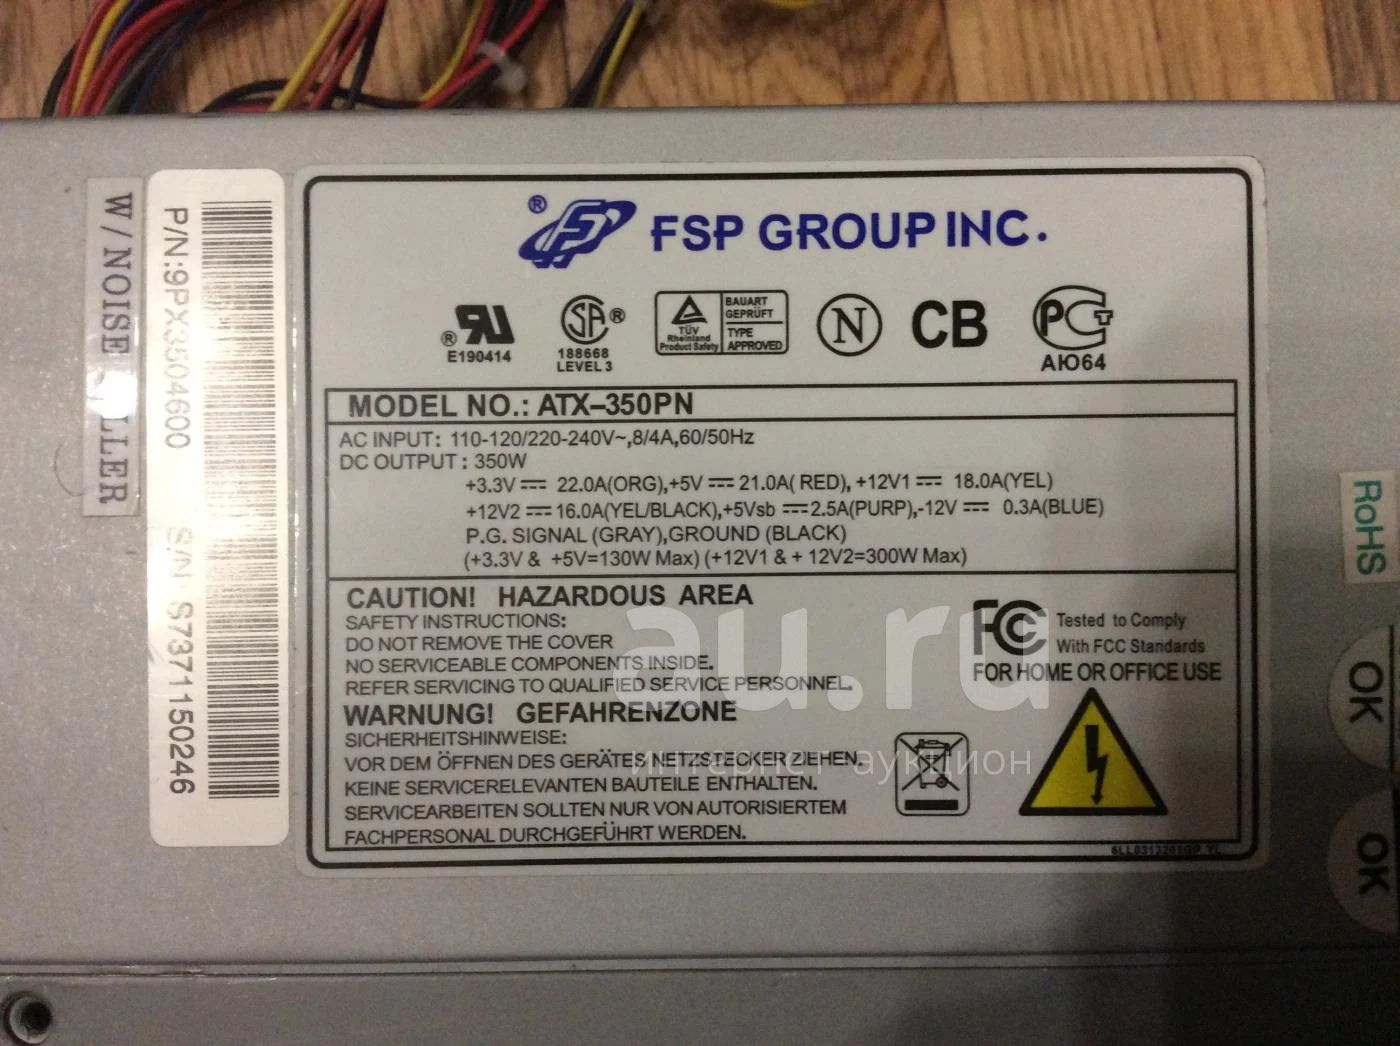 W / NOISE
P/N:9PX3504600
S/N: S7371150246
® FSP GROUP INC.
® RU
E190414
SA ®
188668
LEVEL 3
TÜV
Rheinland
Product Safety
BAUART
GEPRÜFT
TYPE
APPROVED
N
CB
РСТ
АЮ64
MODEL NO.: ATX–350PN
AC INPUT: 110-120/220-240V~,8/4A,60/50Hz
DC OUTPUT : 350W
+3.3V ⎓ 22.0A(ORG),+5V ⎓ 21.0A( RED), +12V1 ⎓ 18.0A(YEL)
+12V2 ⎓ 16.0A(YEL/BLACK),+5Vsb ⎓ 2.5A(PURP),-12V ⎓ 0.3A(BLUE)
P.G. SIGNAL (GRAY),GROUND (BLACK)
(+3.3V & +5V=130W Max) (+12V1 & + 12V2=300W Max)
CAUTION! HAZARDOUS AREA
SAFETY INSTRUCTIONS:
DO NOT REMOVE THE COVER
NO SERVICEABLE COMPONENTS INSIDE.
REFER SERVICING TO QUALIFIED SERVICE PERSONNEL.
WARNUNG! GEFAHRENZONE
SICHERHEITSHINWEISE:
VOR DEM ÖFFNEN DES GERÄTES NETZSTECKER ZIEHEN.
KEINE SERVICERELEVANTEN BAUTEILE ENTHALTEN.
SERVICEARBEITEN SOLLTEN NUR VON AUTORISIERTEM
FACHPERSONAL DURCHGEFÜHRT WERDEN.
FCC
Tested to Comply
With FCC Standards
FOR HOME OR OFFICE USE
RoHS
OK
OK
au.ru
интернет аукцион